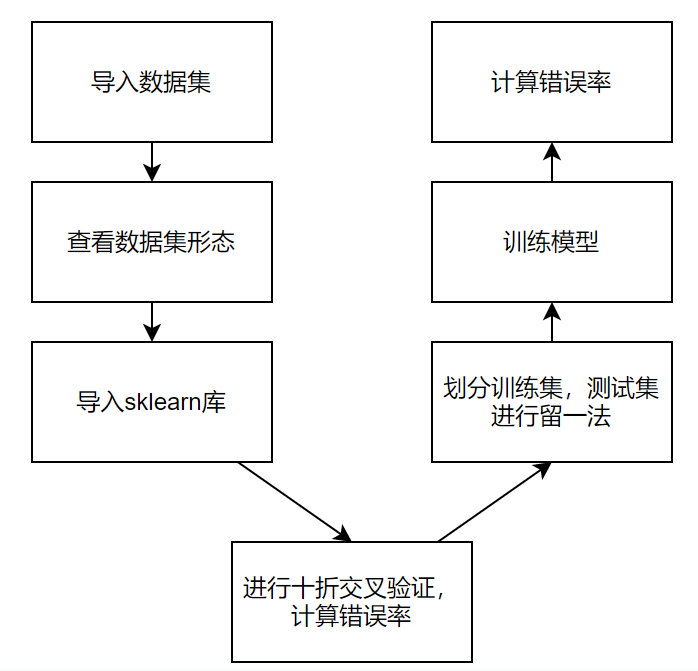 导入数据集
查看数据集形态
导入sklearn库
进行十折交叉验证，
计算错误率
划分训练集，测试集
进行留一法
训练模型
计算错误率